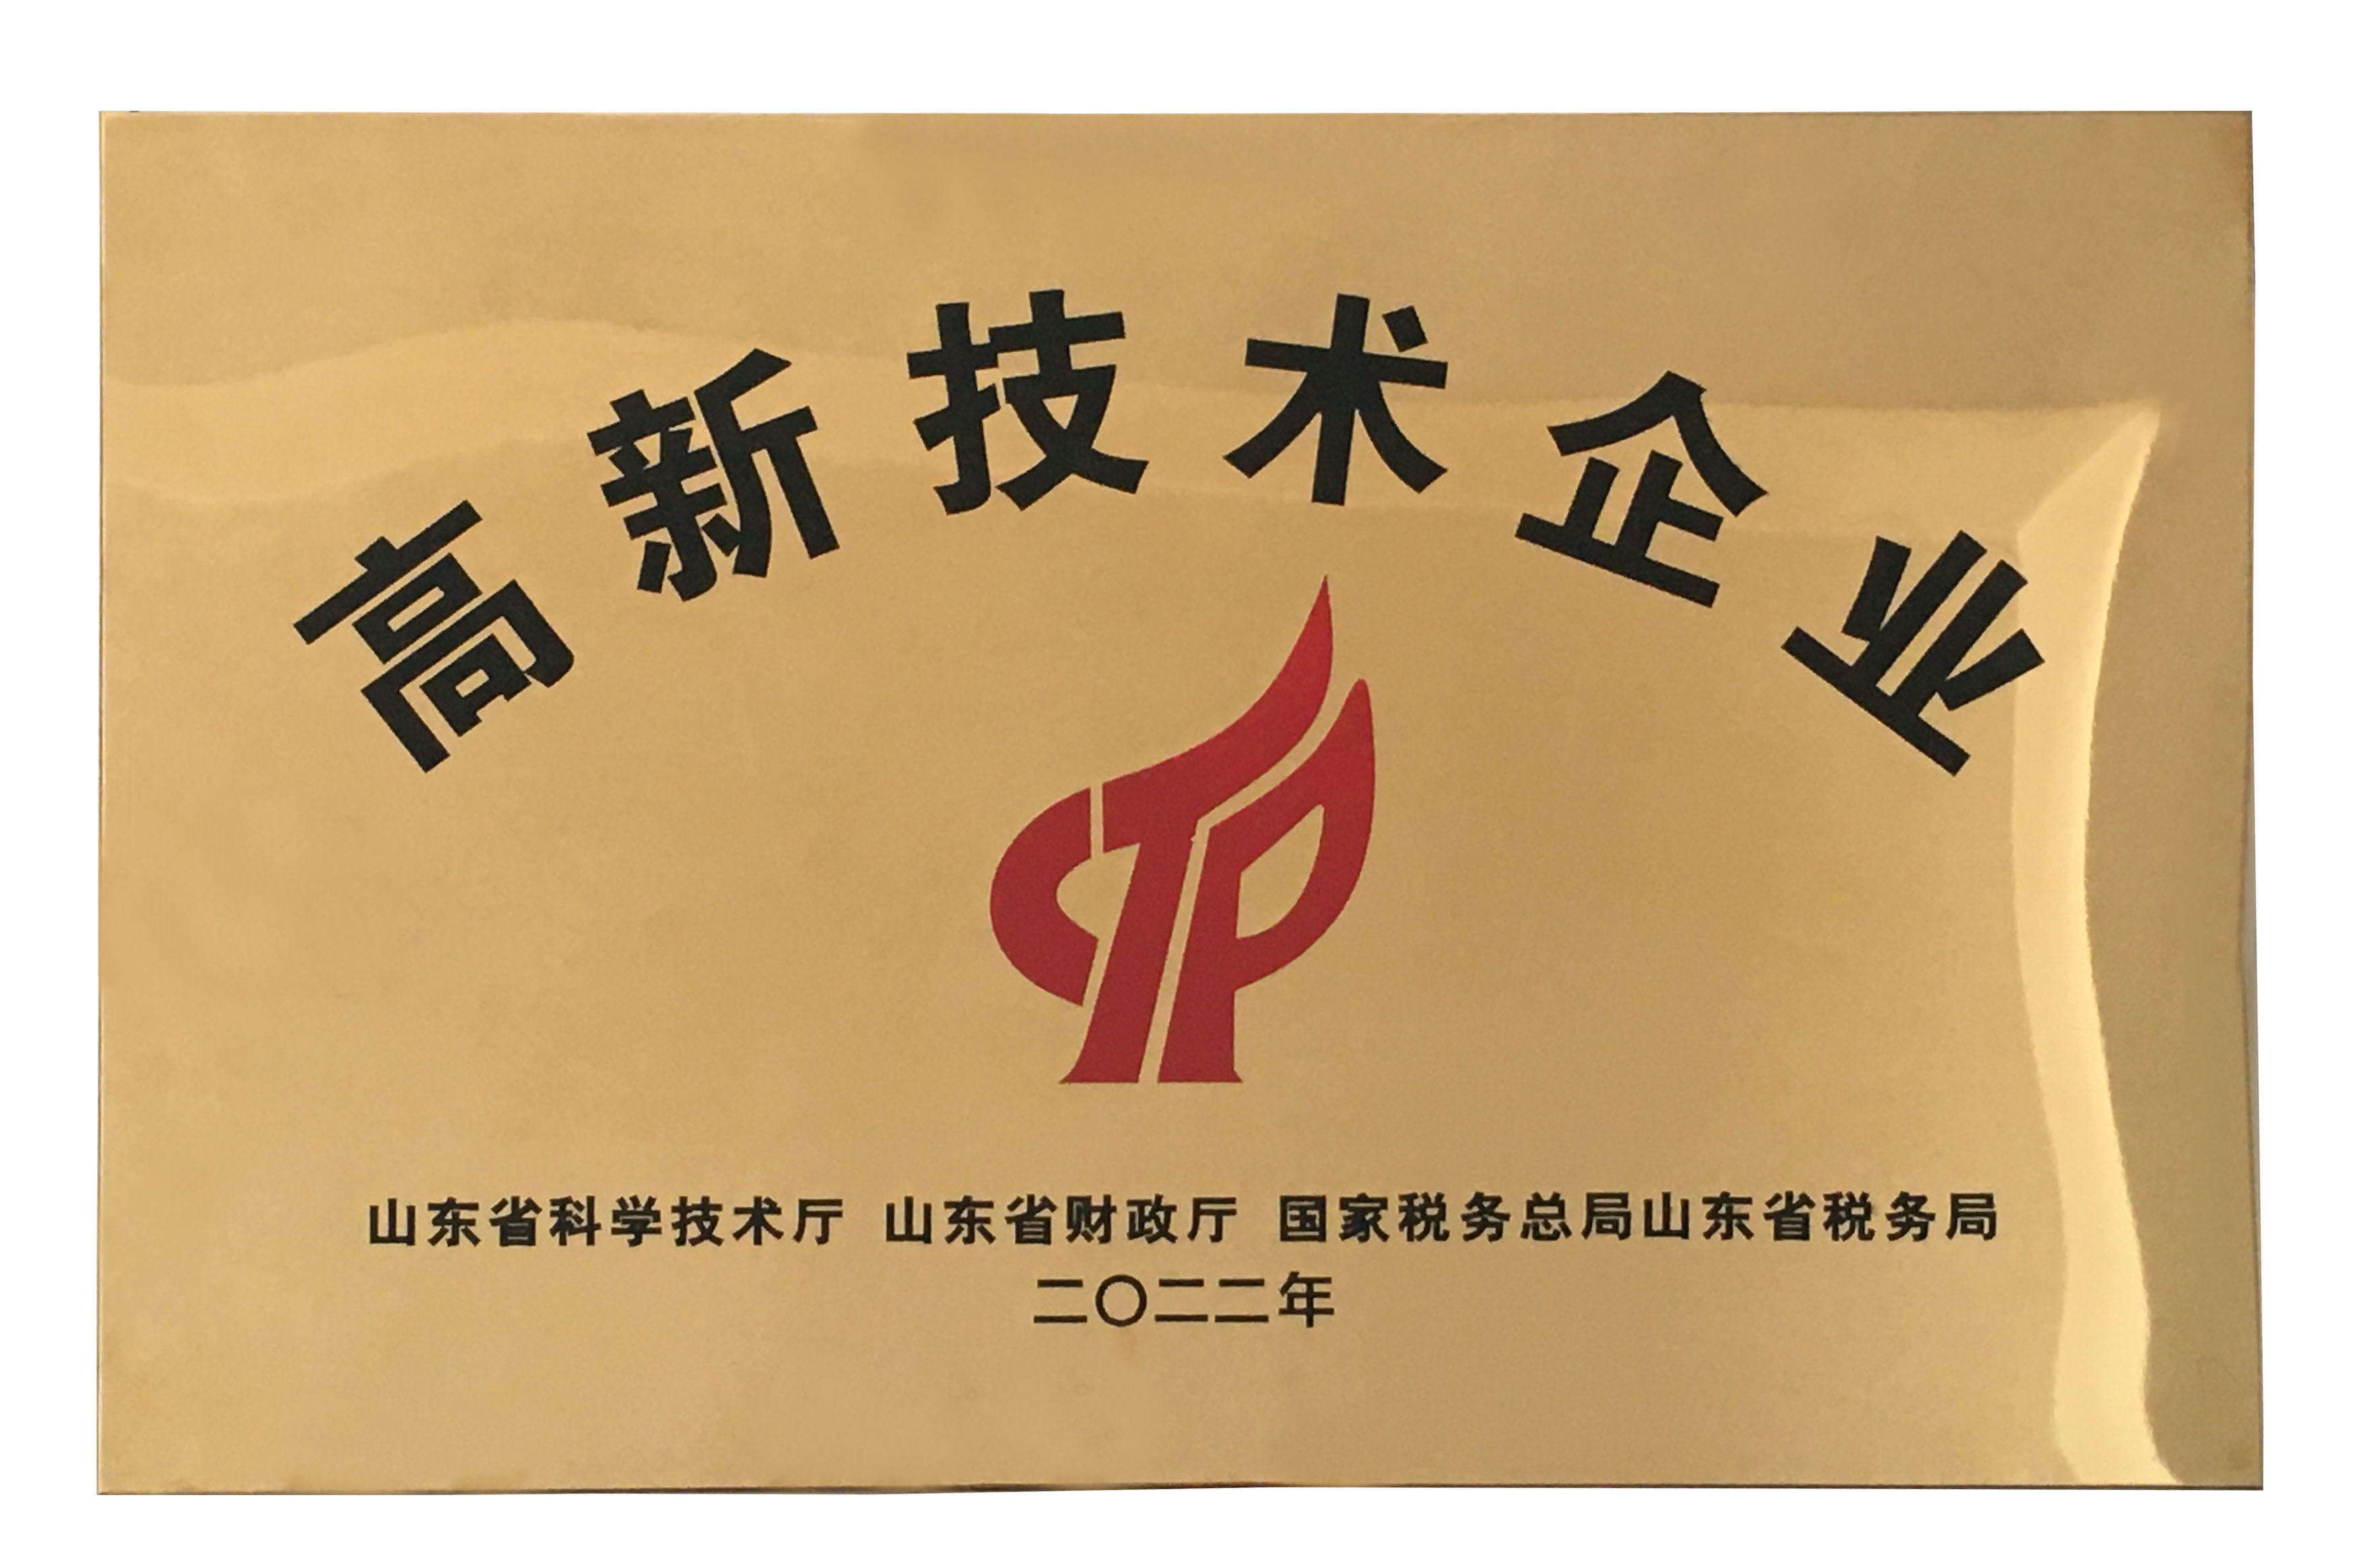 高新技术企业
山东省科学技术厅 山东省财政厅 国家税务总局山东省税务局
二〇二二年